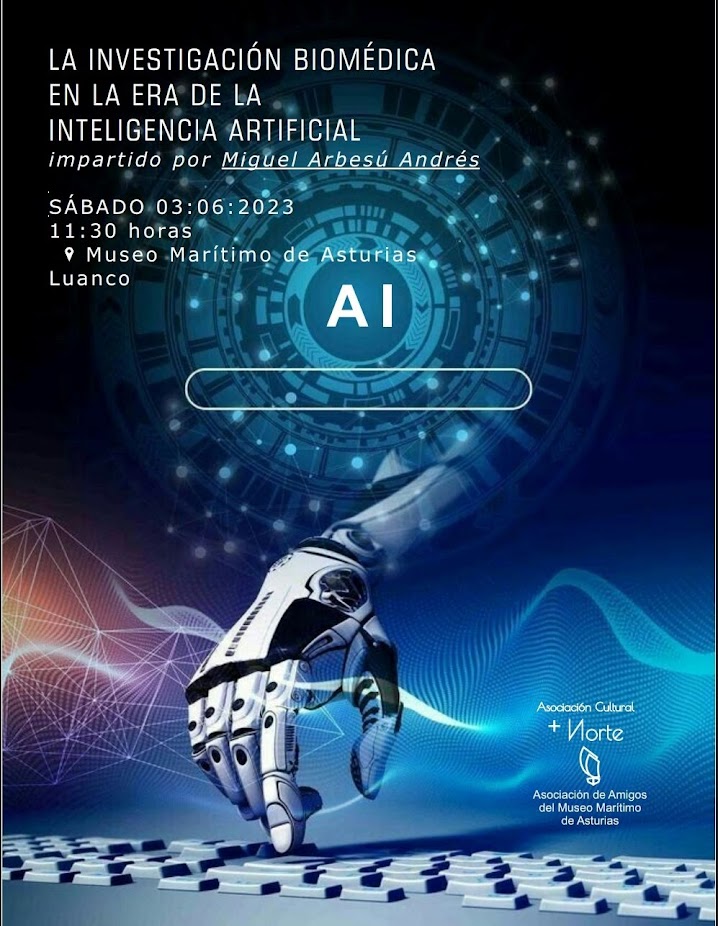 LA INVESTIGACIÓN BIOMÉDICA
EN LA ERA DE LA
INTELIGENCIA ARTIFICIAL
impartido por Miguel Arbesú Andrés
SÁBADO 03:06:2023
11:30 horas
Museo Marítimo de Asturias
Luanco
AI
Asociación Cultural
+ Norte
Asociación de Amigos
del Museo Marítimo
de Asturias